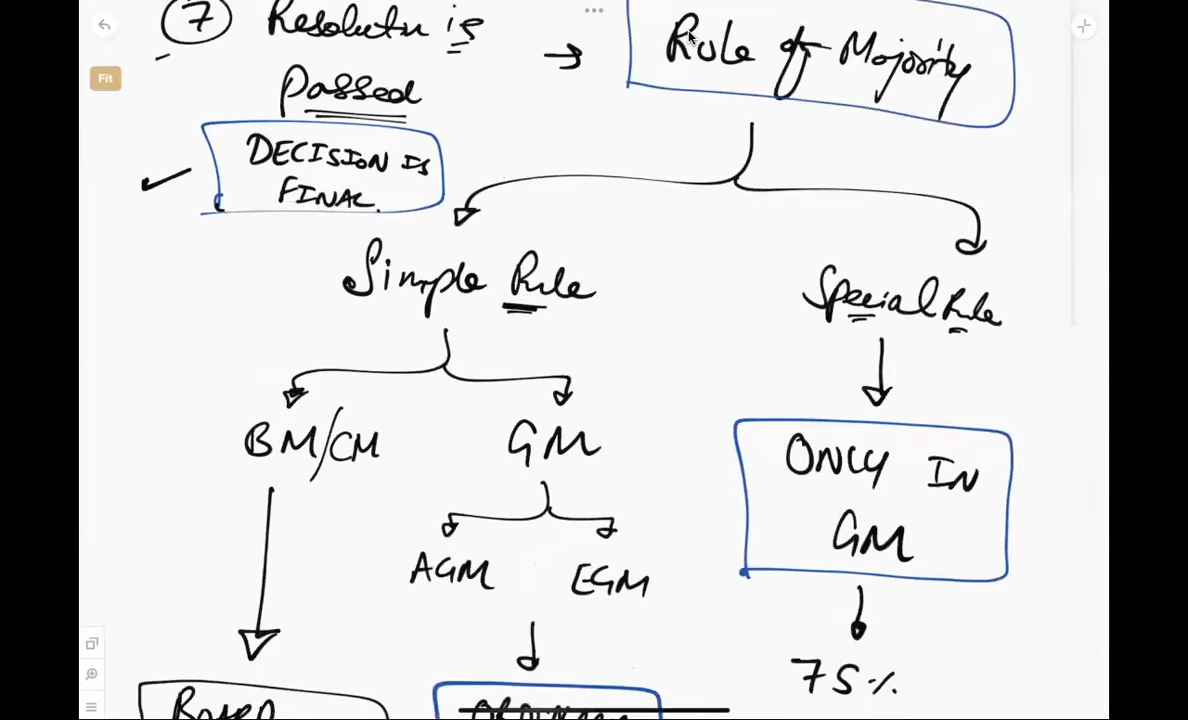 7 Resolutn is
Passed
→ Rule of Majority
DECISION IS
FINAL.
Simple Rule
Special Rule
BM/CM
GM
ONLY IN
GM
AGM
EGM
75%
BOARD
Fit